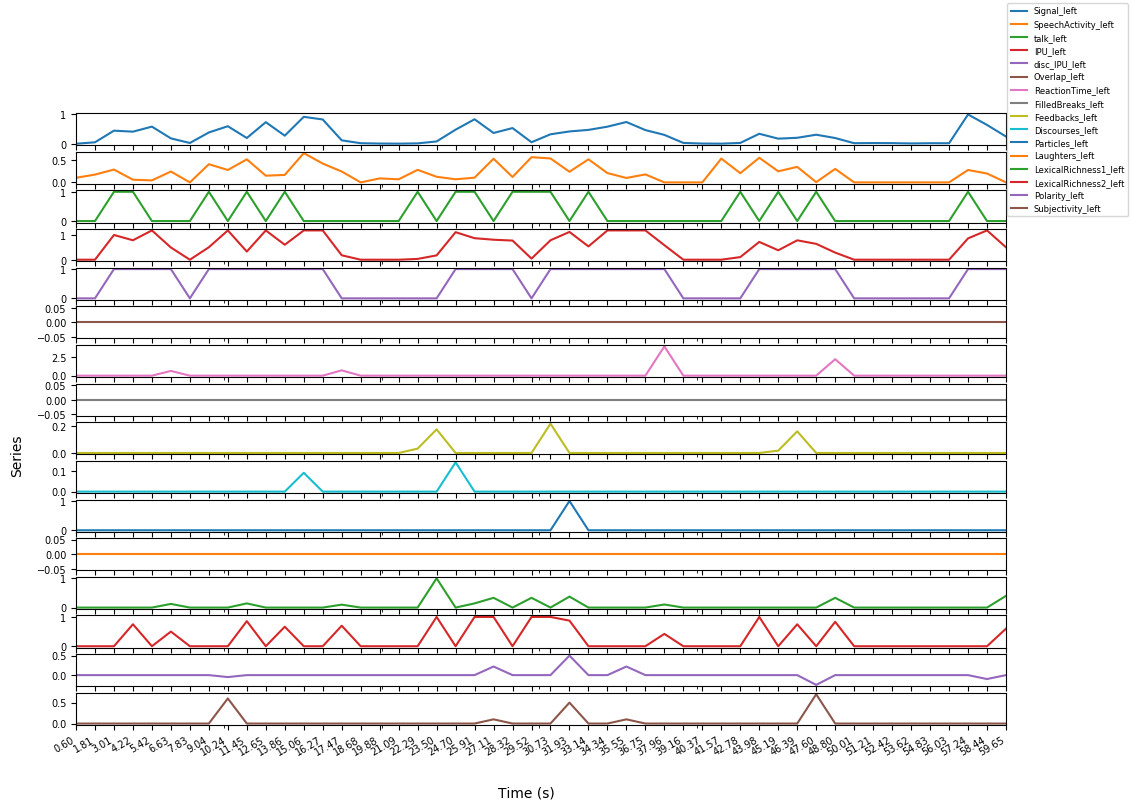 Signal_left
SpeechActivity_left
talk_left
IPU_left
disc_IPU_left
Overlap_left
ReactionTime_left
FilledBreaks_left
Feedbacks_left
Discourses_left
Particles_left
Laughters_left
LexicalRichness1_left
LexicalRichness2_left
Polarity_left
Subjectivity_left
1
0
0.5
0.0
1
0
1
0
1
0
0.05
0.00
−0.05
2.5
0.0
0.05
0.00
−0.05
0.2
0.0
0.1
0.0
1
0
0.05
0.00
−0.05
1
0
1
0
0.5
0.0
0.5
0.0
Series
0.60 1.81 3.01 4.22 5.42 6.63 7.83 9.04 10.24 11.45 12.65 13.86 15.06 16.27 17.47 18.68 19.88 21.09 22.29 23.50 24.70 25.91 27.11 28.32 29.52 30.73 31.93 33.14 34.34 35.55 36.75 37.96 39.16 40.37 41.57 42.78 43.98 45.19 46.39 47.60 48.80 50.01 51.21 52.42 53.62 54.83 56.03 57.24 58.44 59.65
Time (s)